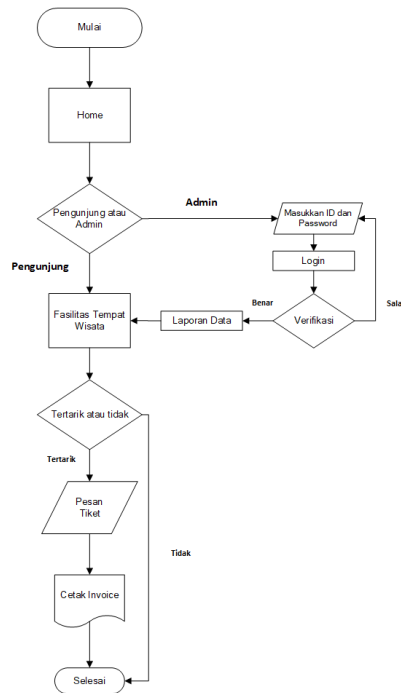 Mulai
Home
Pengunjung atau
Admin
Admin
Masukkan ID dan
Password
Pengunjung
Login
Fasilitas Tempat
Wisata
Laporan Data
Benar
Verifikasi
Sala
Tertarik atau tidak
Tertarik
Pesan
Tiket
Tidak
Cetak Invoice
Selesai